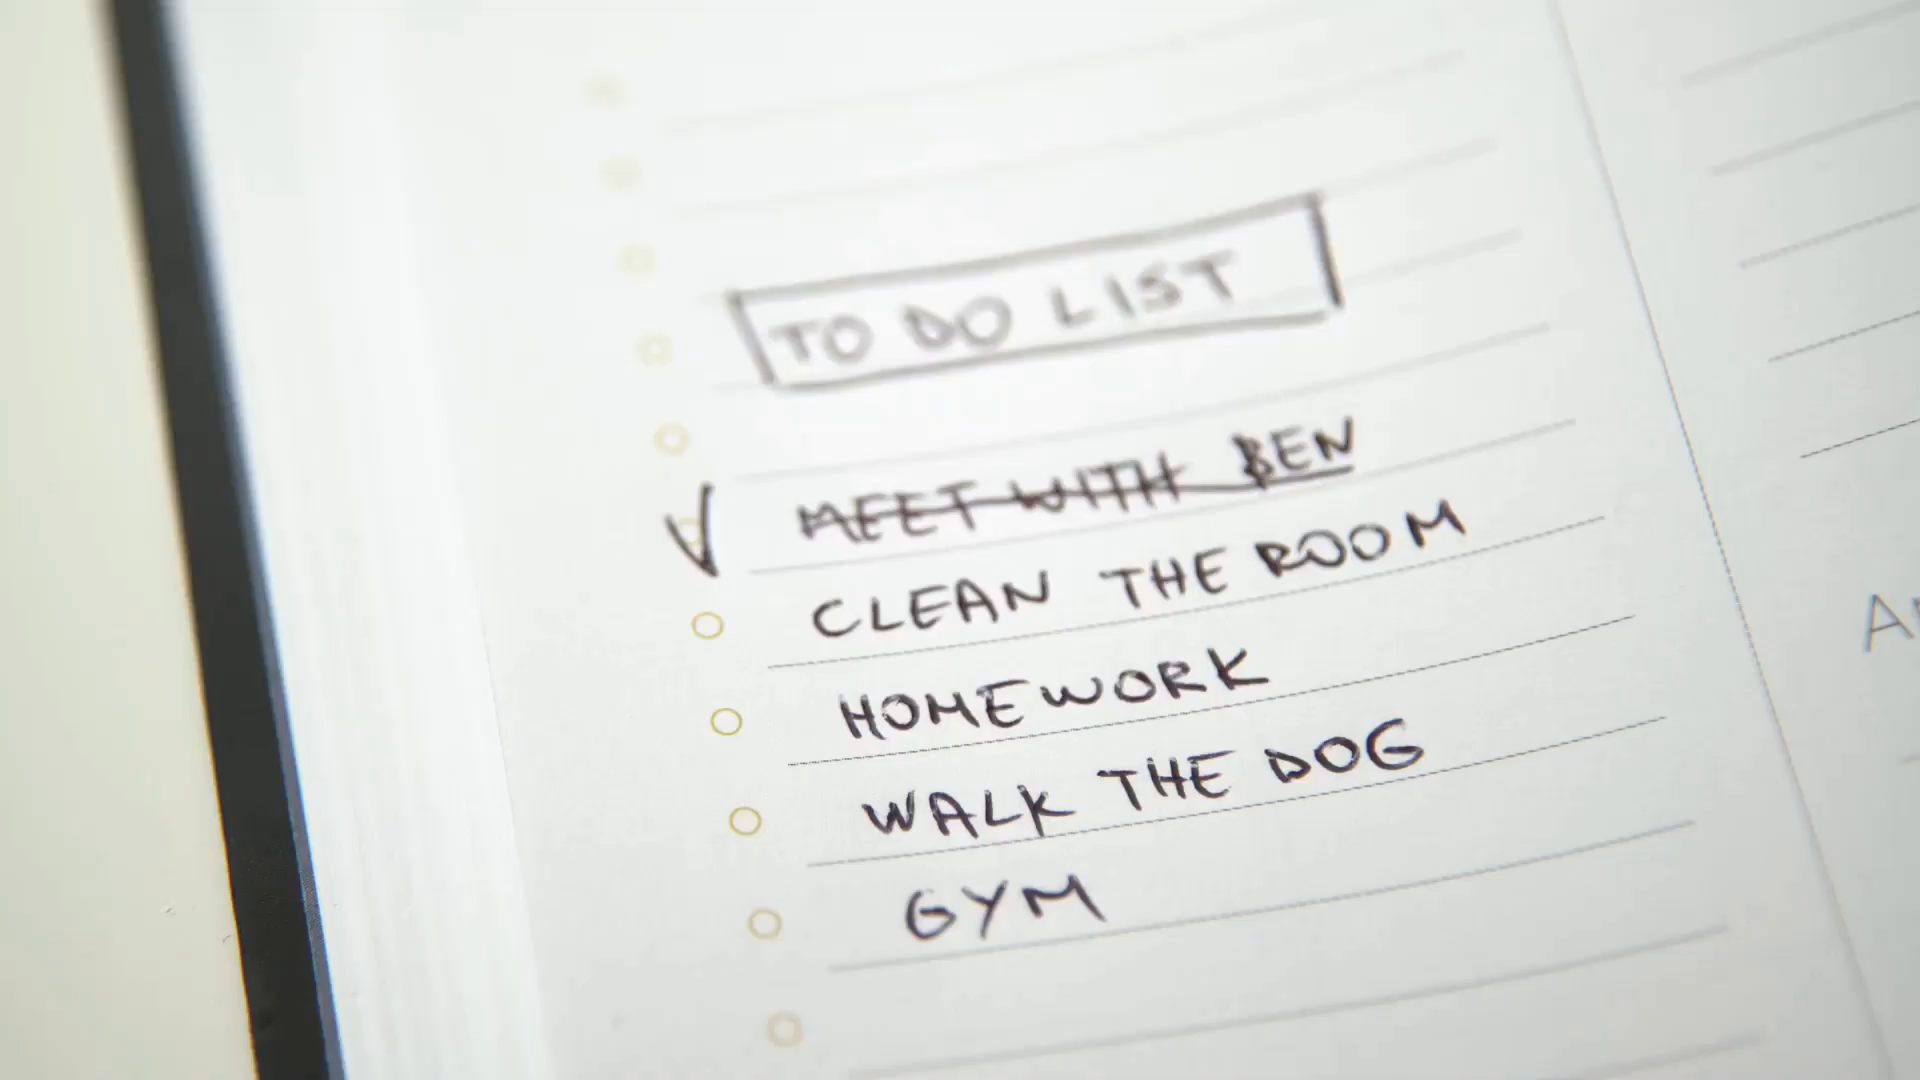 TO DO LIST
MEET WITH BEN
CLEAN THE ROOM
HOMEWORK
WALK THE DOG
GYM